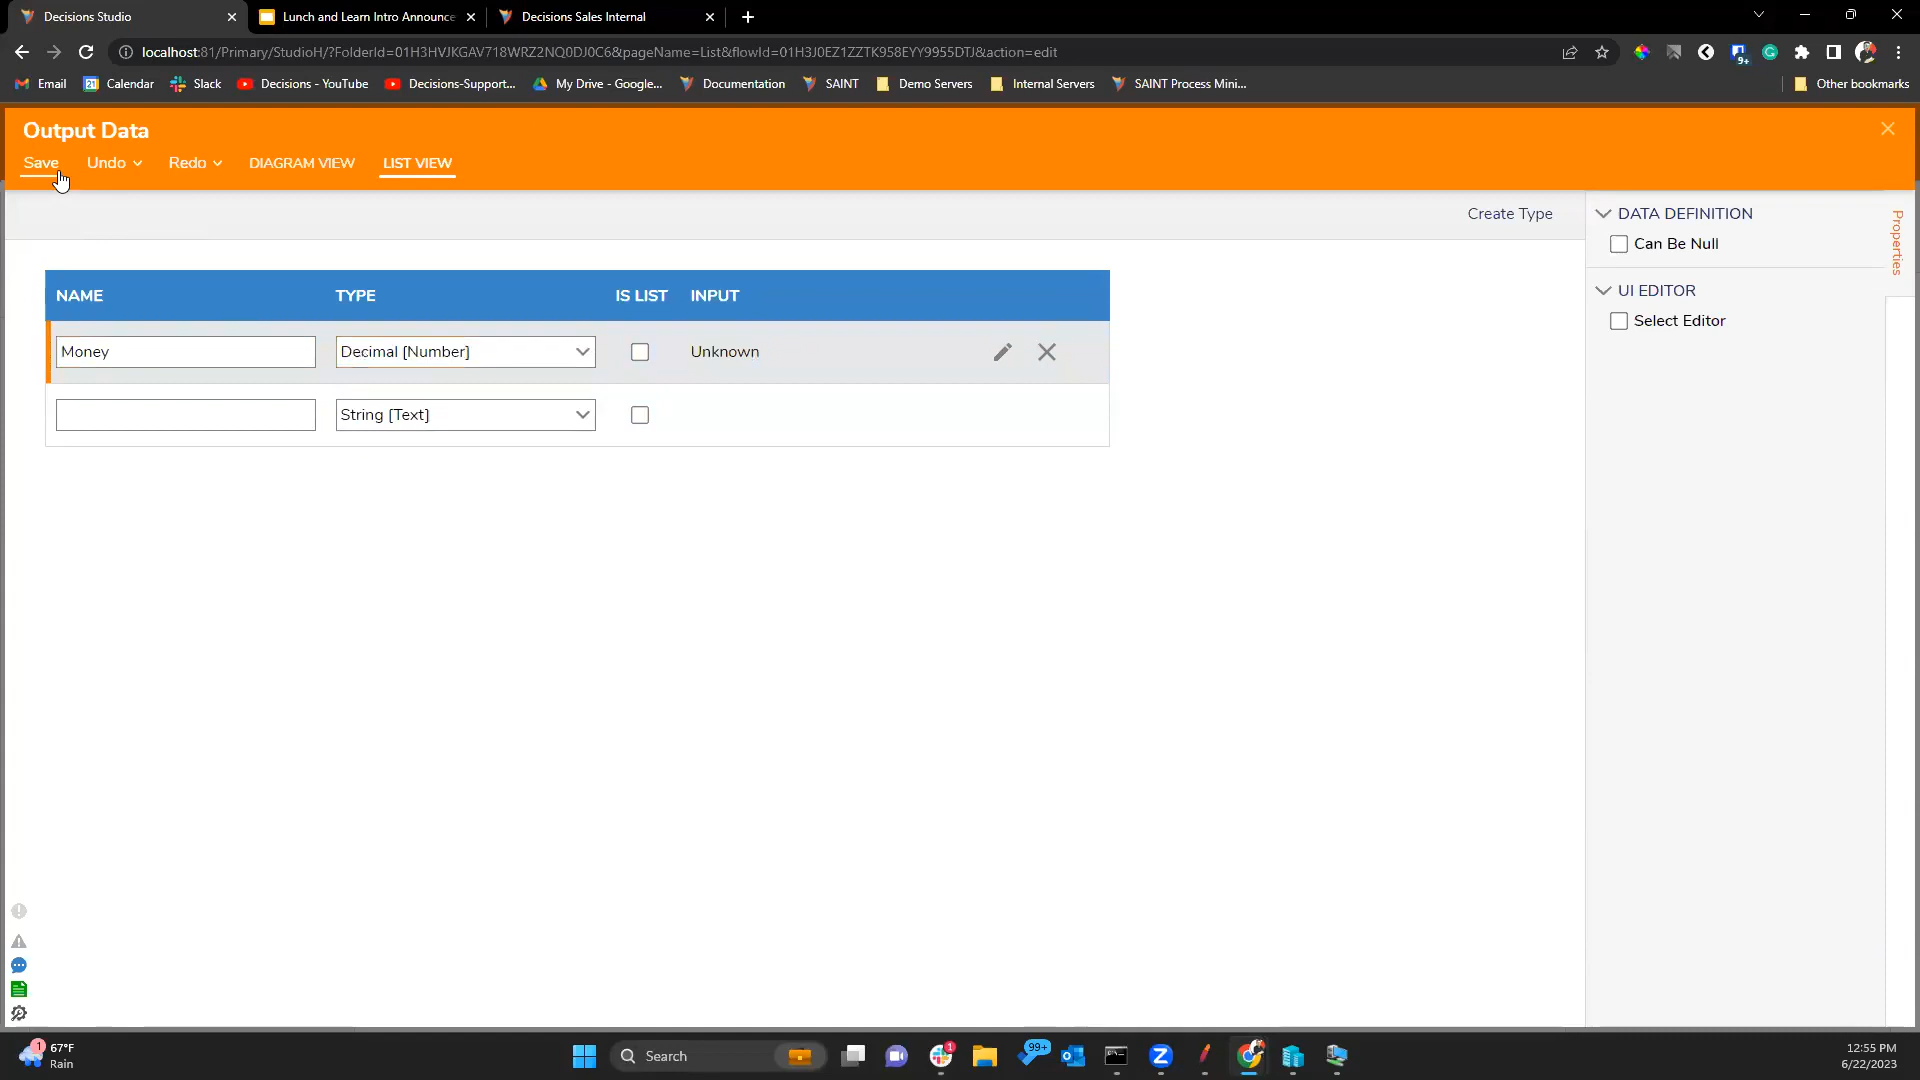 Decisions Studio
Lunch and Learn Intro Announce
Decisions Sales Internal
localhost:81/Primary/StudioH/?FolderId=01H3HVJKGAV718WRZ2NQ0DJ0C6&pageName=List&flowId=01H3J0EZ1ZZTK958EYY9955DTJ&action=edit
9+
Email
Calendar
Slack
Decisions - YouTube
Decisions-Support...
My Drive - Google...
Documentation
SAINT
Demo Servers
Internal Servers
SAINT Process Mini...
Other bookmarks
Output Data
Save
Undo
Redo
DIAGRAM VIEW
LIST VIEW
Create Type
DATA DEFINITION
Can Be Null
UI EDITOR
Select Editor
Properties
NAME TYPE IS LIST INPUT
Money Decimal [Number] Unknown
String [Text]
1
67°F
Rain
Search
1
99+
12:55 PM
6/22/2023